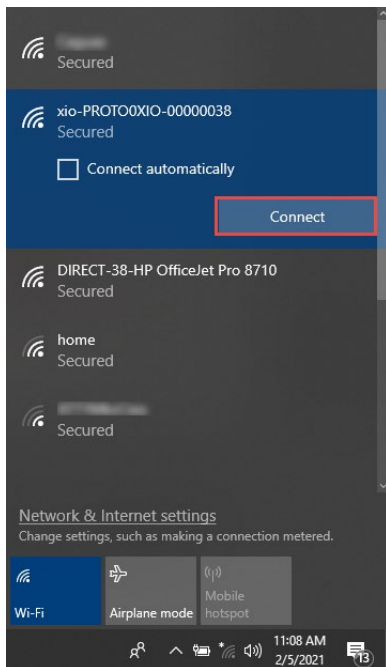 Secured
xio-PROTO0XIO-00000038
Secured
Connect automatically
Connect
DIRECT-38-HP OfficeJet Pro 8710
Secured
home
Secured
Secured
Network & Internet settings
Change settings, such as making a connection metered.
Wi-Fi
Airplane mode
Mobile
hotspot
11:08 AM
2/5/2021
13